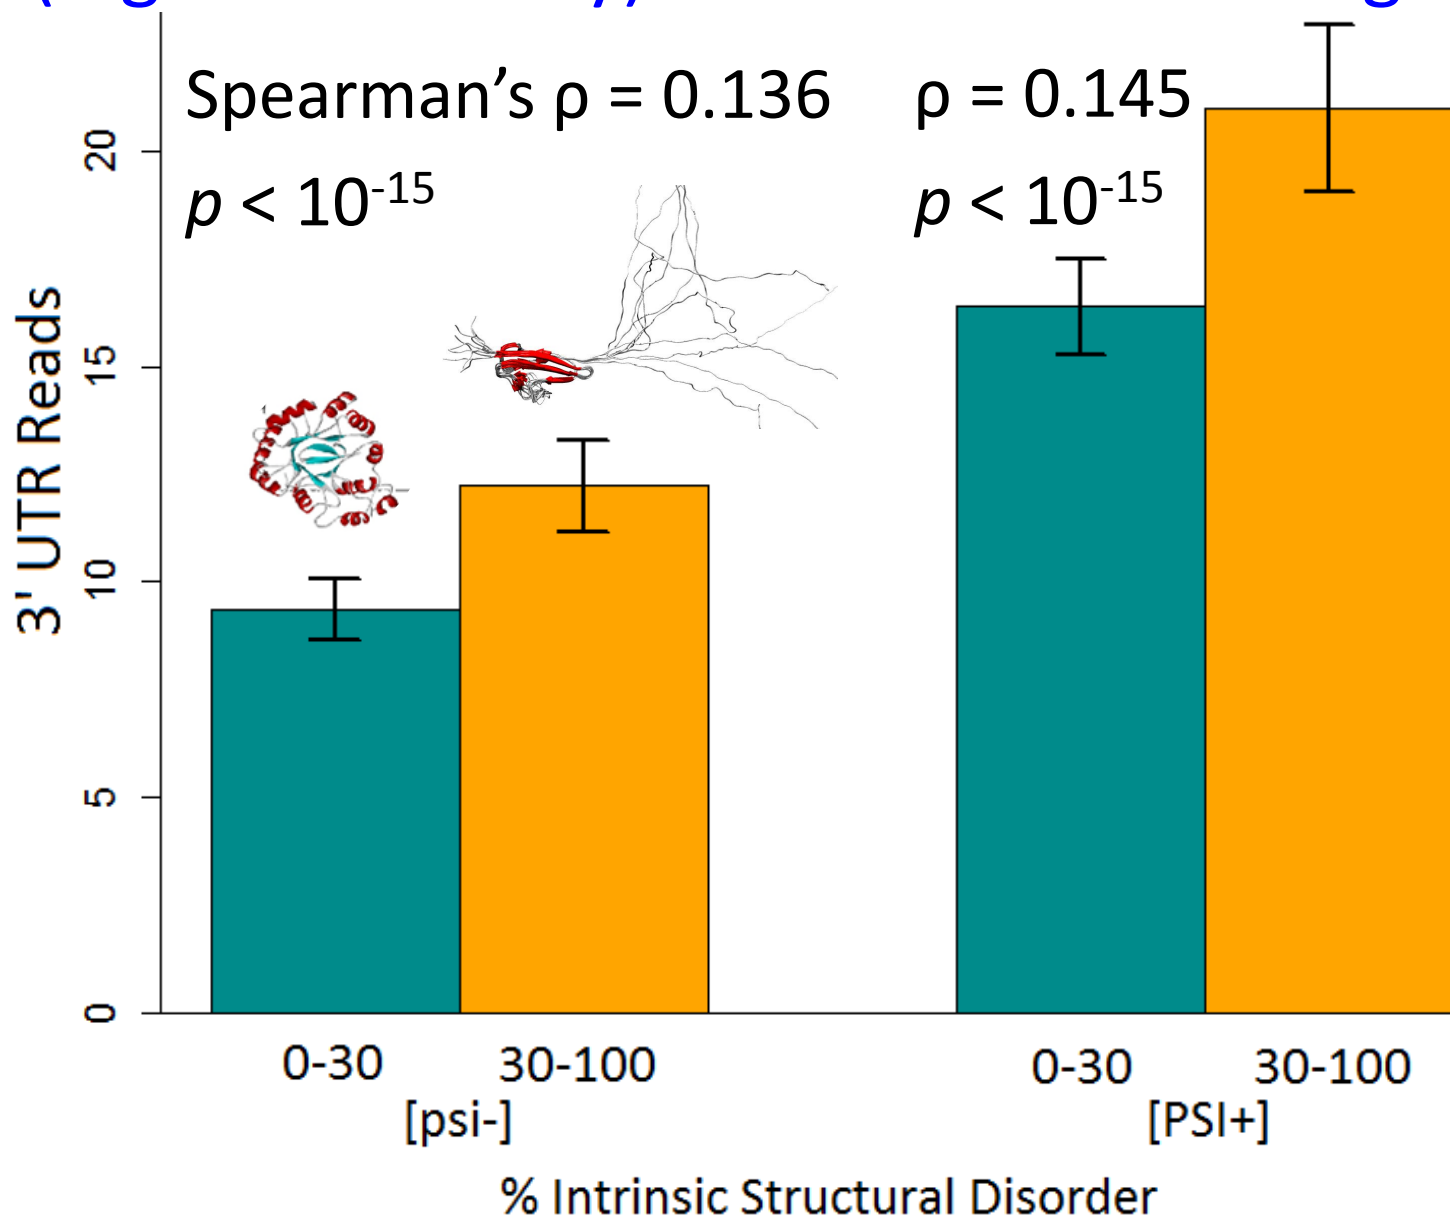 Spearman's ρ = 0.136
ρ = 0.145
p < 10⁻¹⁵
p < 10⁻¹⁵
3' UTR Reads
20
15
10
5
0
0-30
30-100
0-30
30-100
[psi-]
[PSI+]
% Intrinsic Structural Disorder